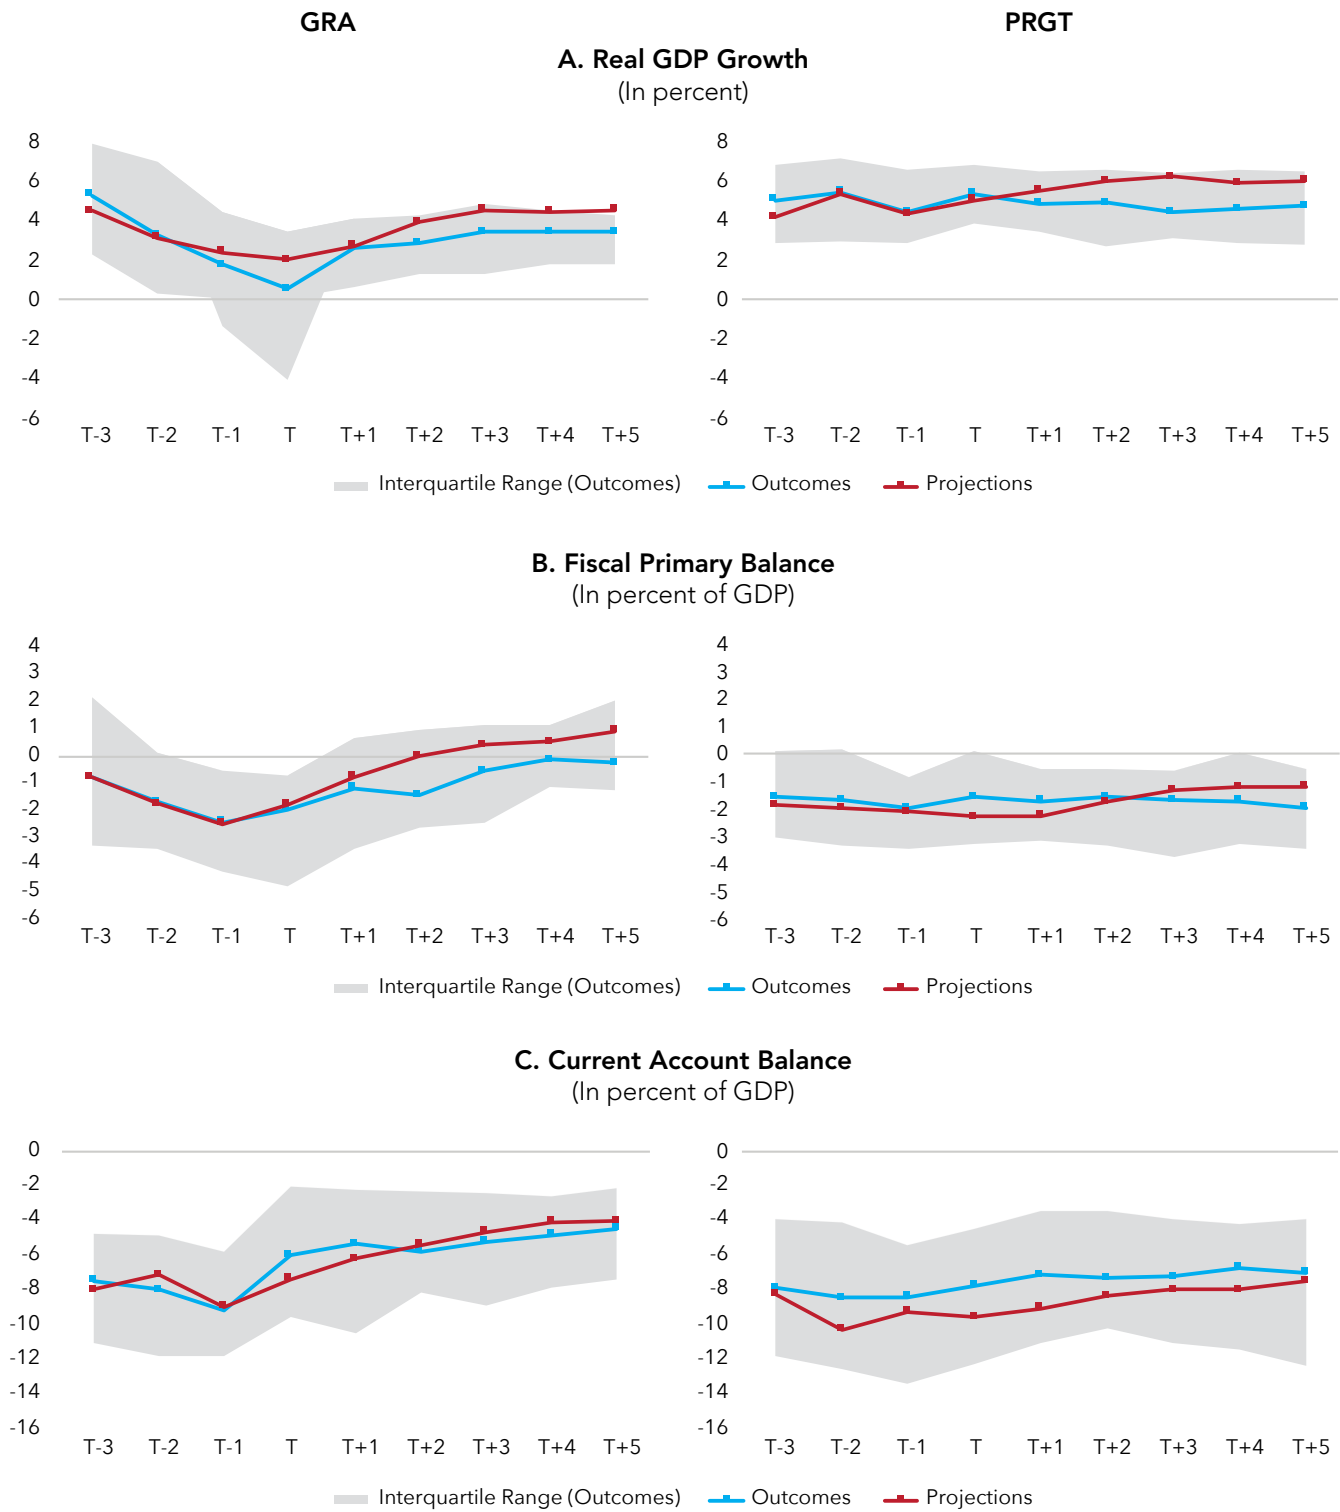 GRA PRGT
A. Real GDP Growth
(In percent)
8 8
6 6
4 4
2 2
0 0
-2 -2
-4 -4
-6 -6
T-3 T-2 T-1 T T+1 T+2 T+3 T+4 T+5 T-3 T-2 T-1 T T+1 T+2 T+3 T+4 T+5
Interquartile Range (Outcomes) Outcomes Projections
B. Fiscal Primary Balance
(In percent of GDP)
4 4
3 3
2 2
1 1
0 0
-1 -1
-2 -2
-3 -3
-4 -4
-5 -5
-6 -6
T-3 T-2 T-1 T T+1 T+2 T+3 T+4 T+5 T-3 T-2 T-1 T T+1 T+2 T+3 T+4 T+5
Interquartile Range (Outcomes) Outcomes Projections
C. Current Account Balance
(In percent of GDP)
0 0
-2 -2
-4 -4
-6 -6
-8 -8
-10 -10
-12 -12
-14 -14
-16 -16
T-3 T-2 T-1 T T+1 T+2 T+3 T+4 T+5 T-3 T-2 T-1 T T+1 T+2 T+3 T+4 T+5
Interquartile Range (Outcomes) Outcomes Projections